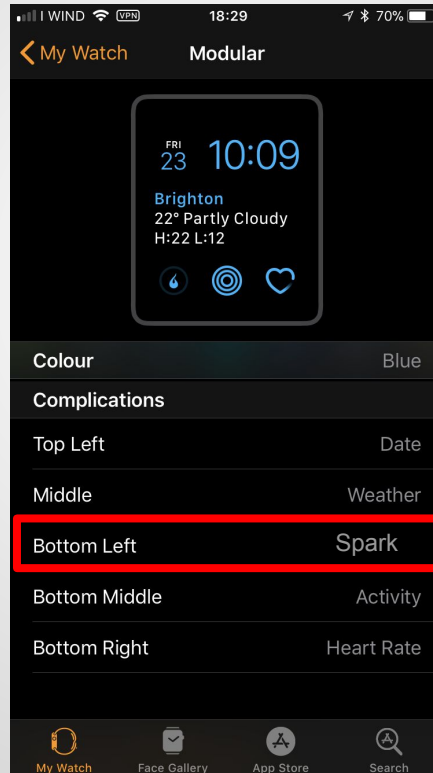 I WIND VPN 18:29 70%
My Watch Modular
FRI
23 10:09
Brighton
22° Partly Cloudy
H:22 L:12
Colour Blue
Complications
Top Left Date
Middle Weather
Bottom Left Spark
Bottom Middle Activity
Bottom Right Heart Rate
My Watch Face Gallery App Store Search